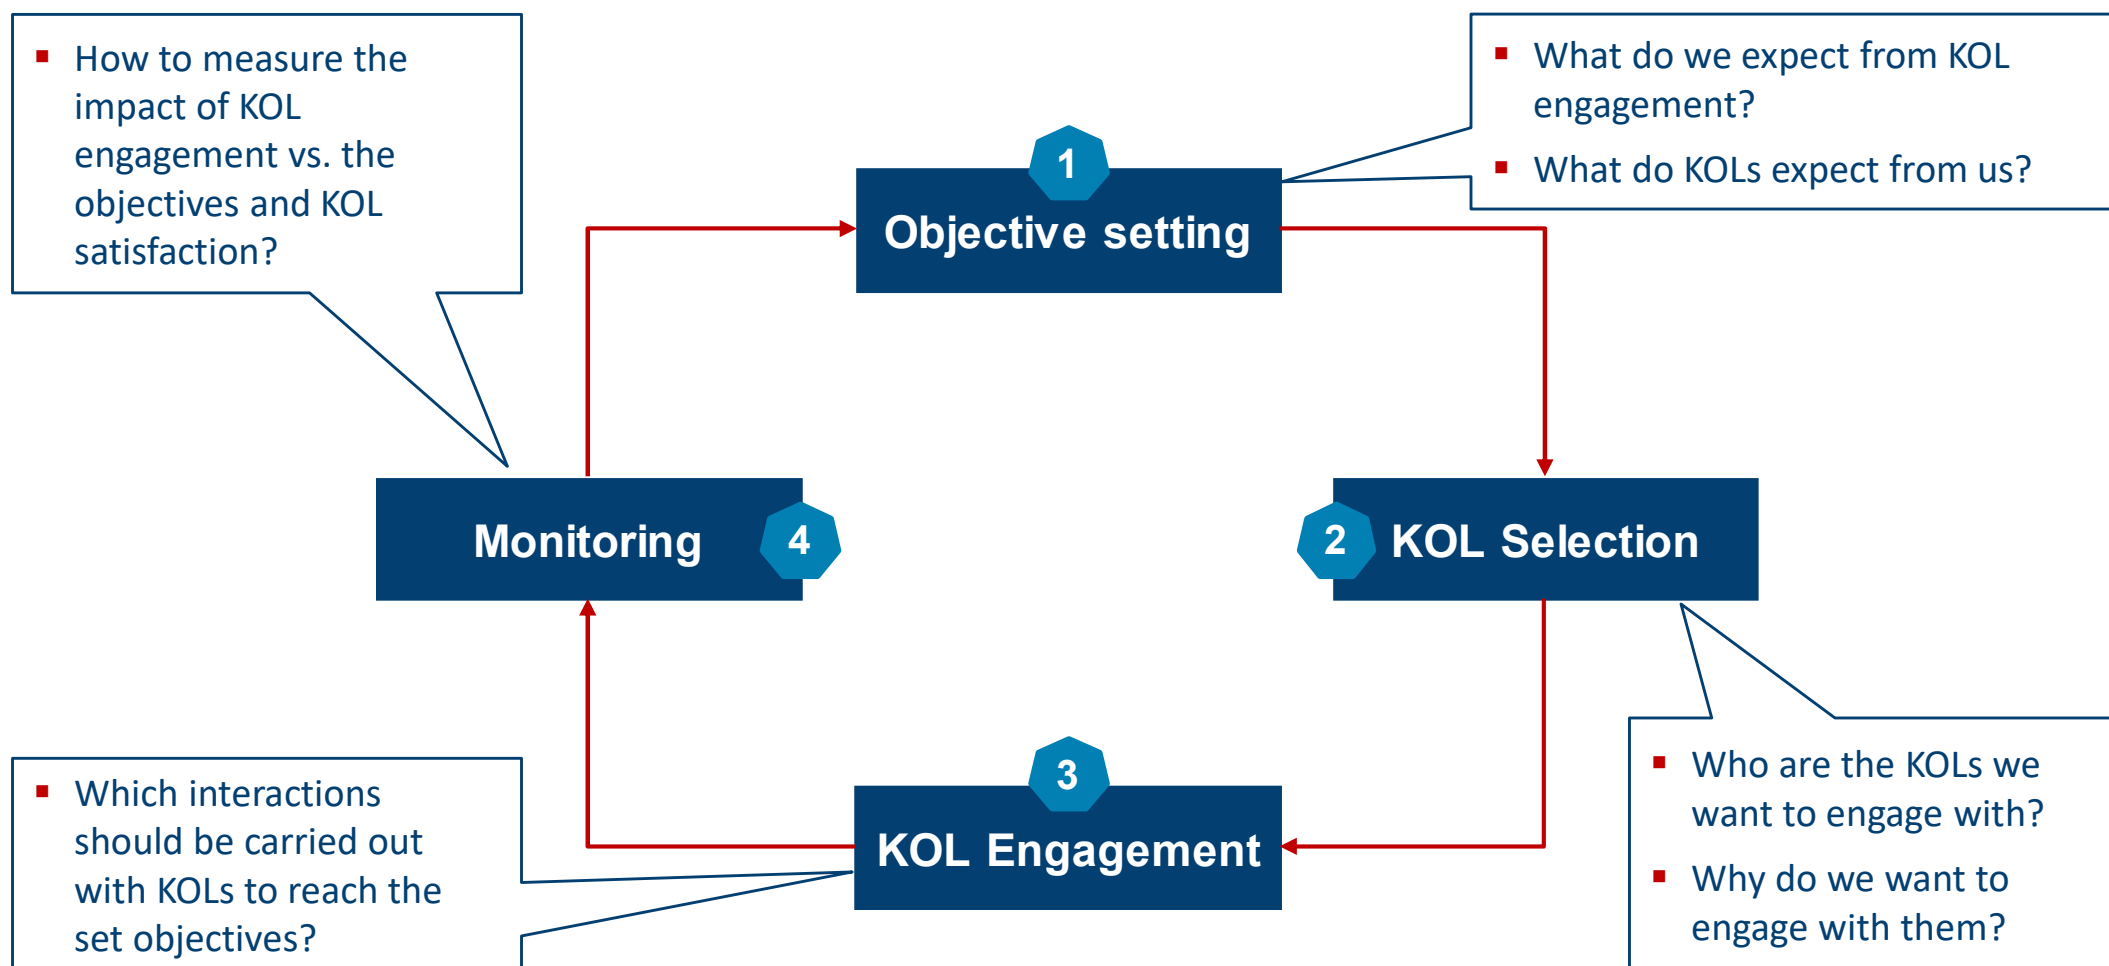 How to measure the
impact of KOL
engagement vs. the
objectives and KOL
satisfaction?
What do we expect from KOL
engagement?
What do KOLs expect from us?
1
Objective setting
Monitoring
4
2
KOL Selection
3
KOL Engagement
Which interactions
should be carried out
with KOLs to reach the
set objectives?
Who are the KOLs we
want to engage with?
Why do we want to
engage with them?